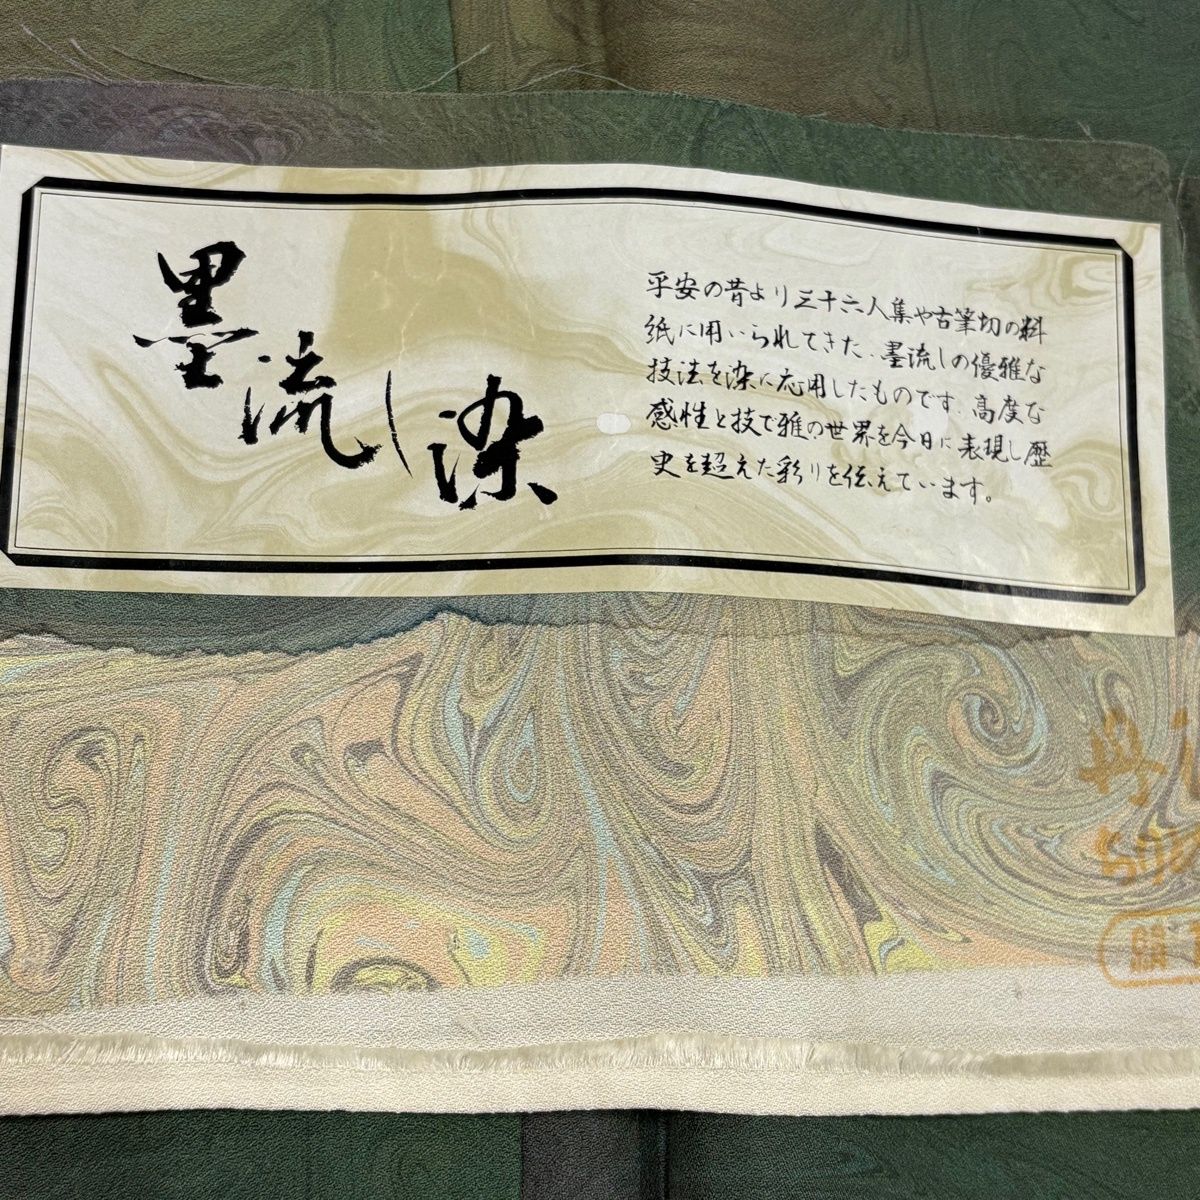 墨流し染
平安の昔より三十六人集や古筆切の料
紙に用いられてきた、墨流しの優雅な
技法を染に応用したものです。高度な
感性と技で雅の世界を今日に表現し歴
史を超えた彩りを伝えています。
丹
500